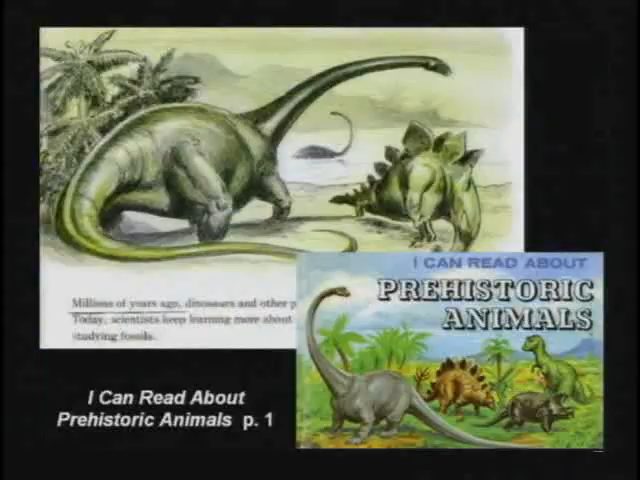 Millions of years ago, dinosaurs and other p
Today, scientists keep learning more about
studying fossils.
I CAN READ ABOUT
PREHISTORIC
ANIMALS
I Can Read About
Prehistoric Animals p. 1